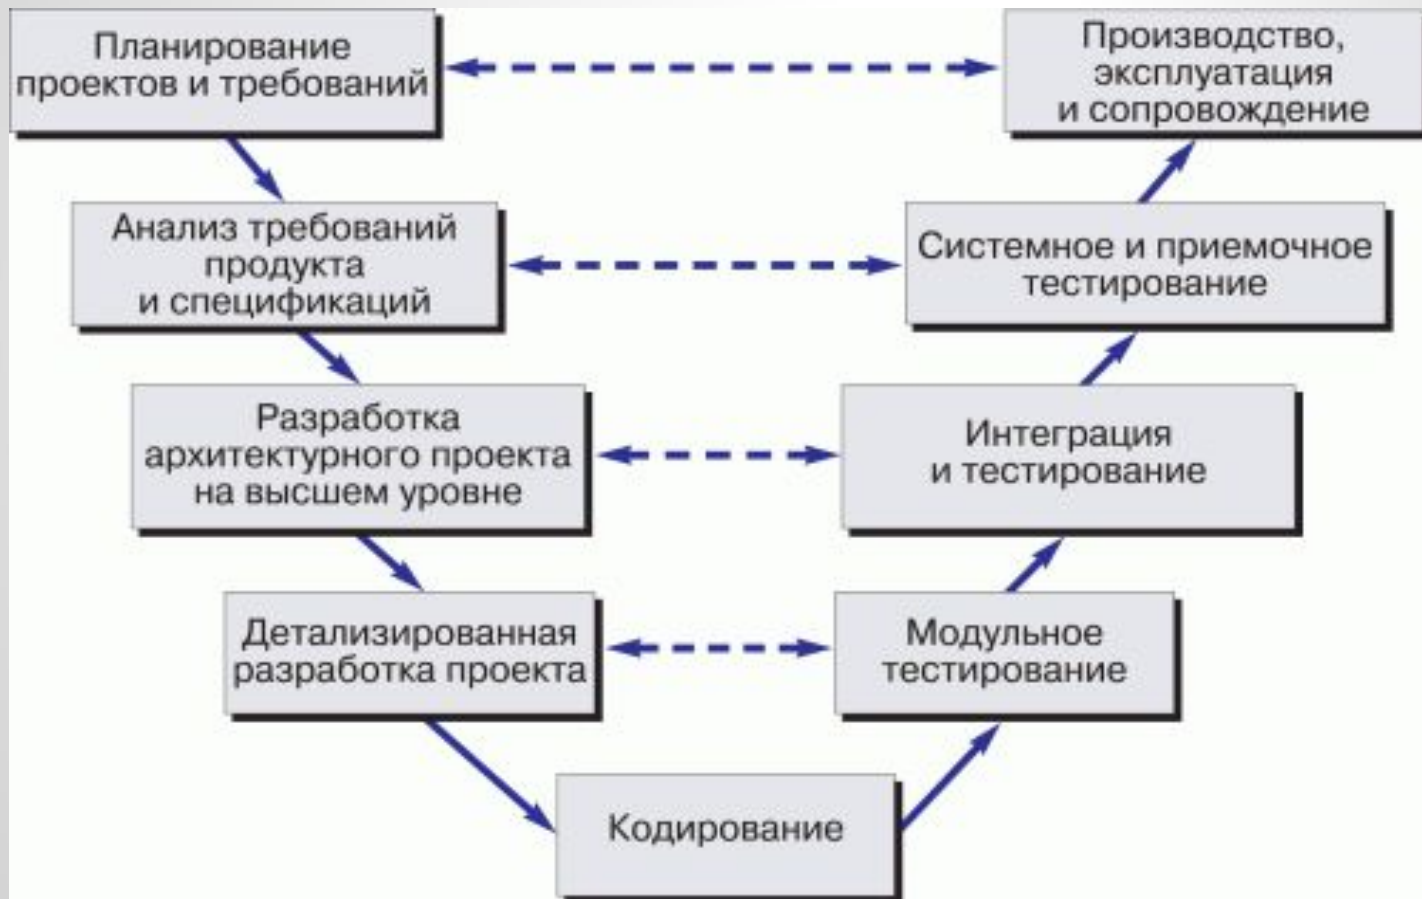 Планирование
проектов и требований
Производство,
эксплуатация
и сопровождение
Анализ требований
продукта
и спецификаций
Системное и приемочное
тестирование
Разработка
архитектурного проекта
на высшем уровне
Интеграция
и тестирование
Детализированная
разработка проекта
Модульное
тестирование
Кодирование